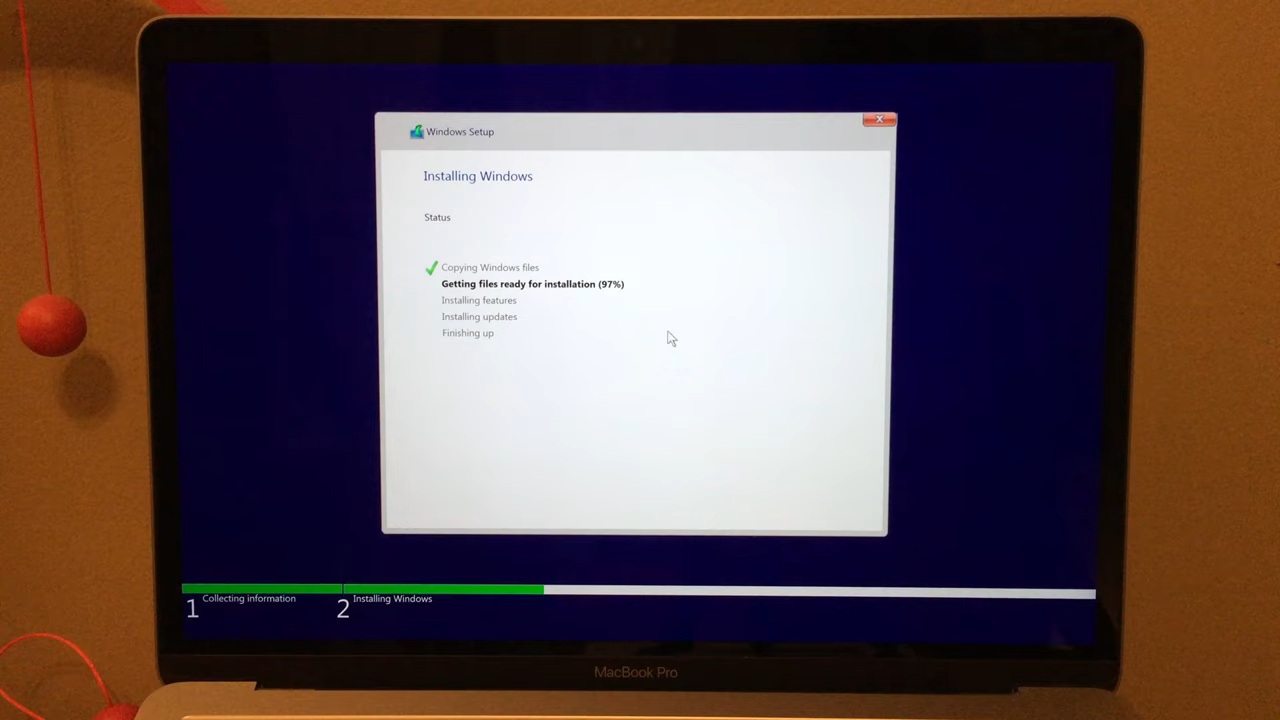 Windows Setup
Installing Windows
Status
Copying Windows files
Getting files ready for installation (97%)
Installing features
Installing updates
Finishing up
1 Collecting information
2 Installing Windows
MacBook Pro